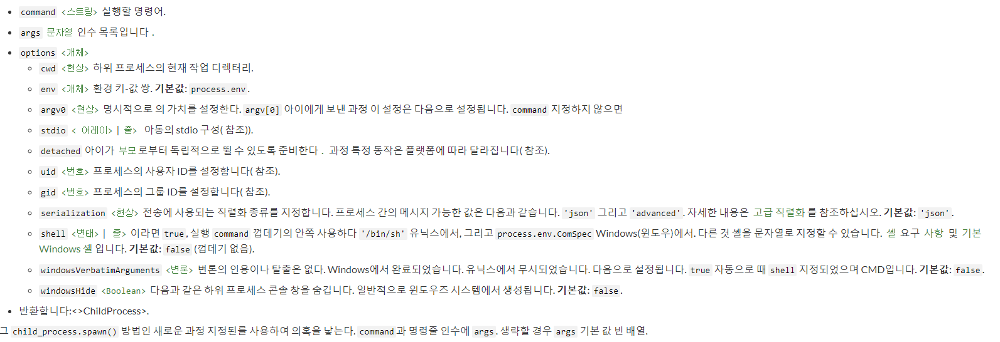 command <스트링> 실행할 명령어.
args 문자열 인수 목록입니다 .
options <개체>
cwd <현상> 하위 프로세스의 현재 작업 디렉터리.
env <개체> 환경 키-값 쌍. 기본값: process.env.
argv0 <현상> 명시적으로 의 가치를 설정한다. argv[0] 아이에게 보낸 과정 이 설정은 다음으로 설정됩니다. command 지정하지 않으면
stdio < 어레이> | 줄> 아동의 stdio 구성( 참조)).
detached 아이가 부모로부터 독립적으로 뛸 수 있도록 준비한다 . 과정 특정 동작은 플랫폼에 따라 달라집니다( 참조).
uid <번호> 프로세스의 사용자 ID를 설정합니다( 참조).
gid <번호> 프로세스의 그룹 ID를 설정합니다( 참조).
serialization <현상> 전송에 사용되는 직렬화 종류를 지정합니다. 프로세스 간의 메시지 가능한 값은 다음과 같습니다. 'json' 그리고 'advanced'. 자세한 내용은 고급 직렬화 를 참조하십시오. 기본값: 'json'.
shell <변태> | 줄> 이라면 true, 실행 command 껍데기의 안쪽 사용하다 '/bin/sh' 유닉스에서, 그리고 process.env.ComSpec Windows(윈도우)에서. 다른 것 셸을 문자열로 지정할 수 있습니다. 셸 요구 사항 및 기본
Windows 셸 입니다. 기본값: false (껍데기 없음).
windowsVerbatimArguments <변론> 변론의 인용이나 탈출은 없다. Windows에서 완료되었습니다. 유닉스에서 무시되었습니다. 다음으로 설정됩니다. true 자동으로 때 shell 지정되었으며 CMD입니다. 기본값: false.
windowsHide <Boolean> 다음과 같은 하위 프로세스 콘솔 창을 숨깁니다. 일반적으로 윈도우즈 시스템에서 생성됩니다. 기본값: false.
반환합니다:<>ChildProcess>.
그 child_process.spawn() 방법인 새로운 과정 지정된를 사용하여 의혹을 낳는다. command과 명령줄 인수에 args. 생략할 경우 args 기본 값 빈 배열.